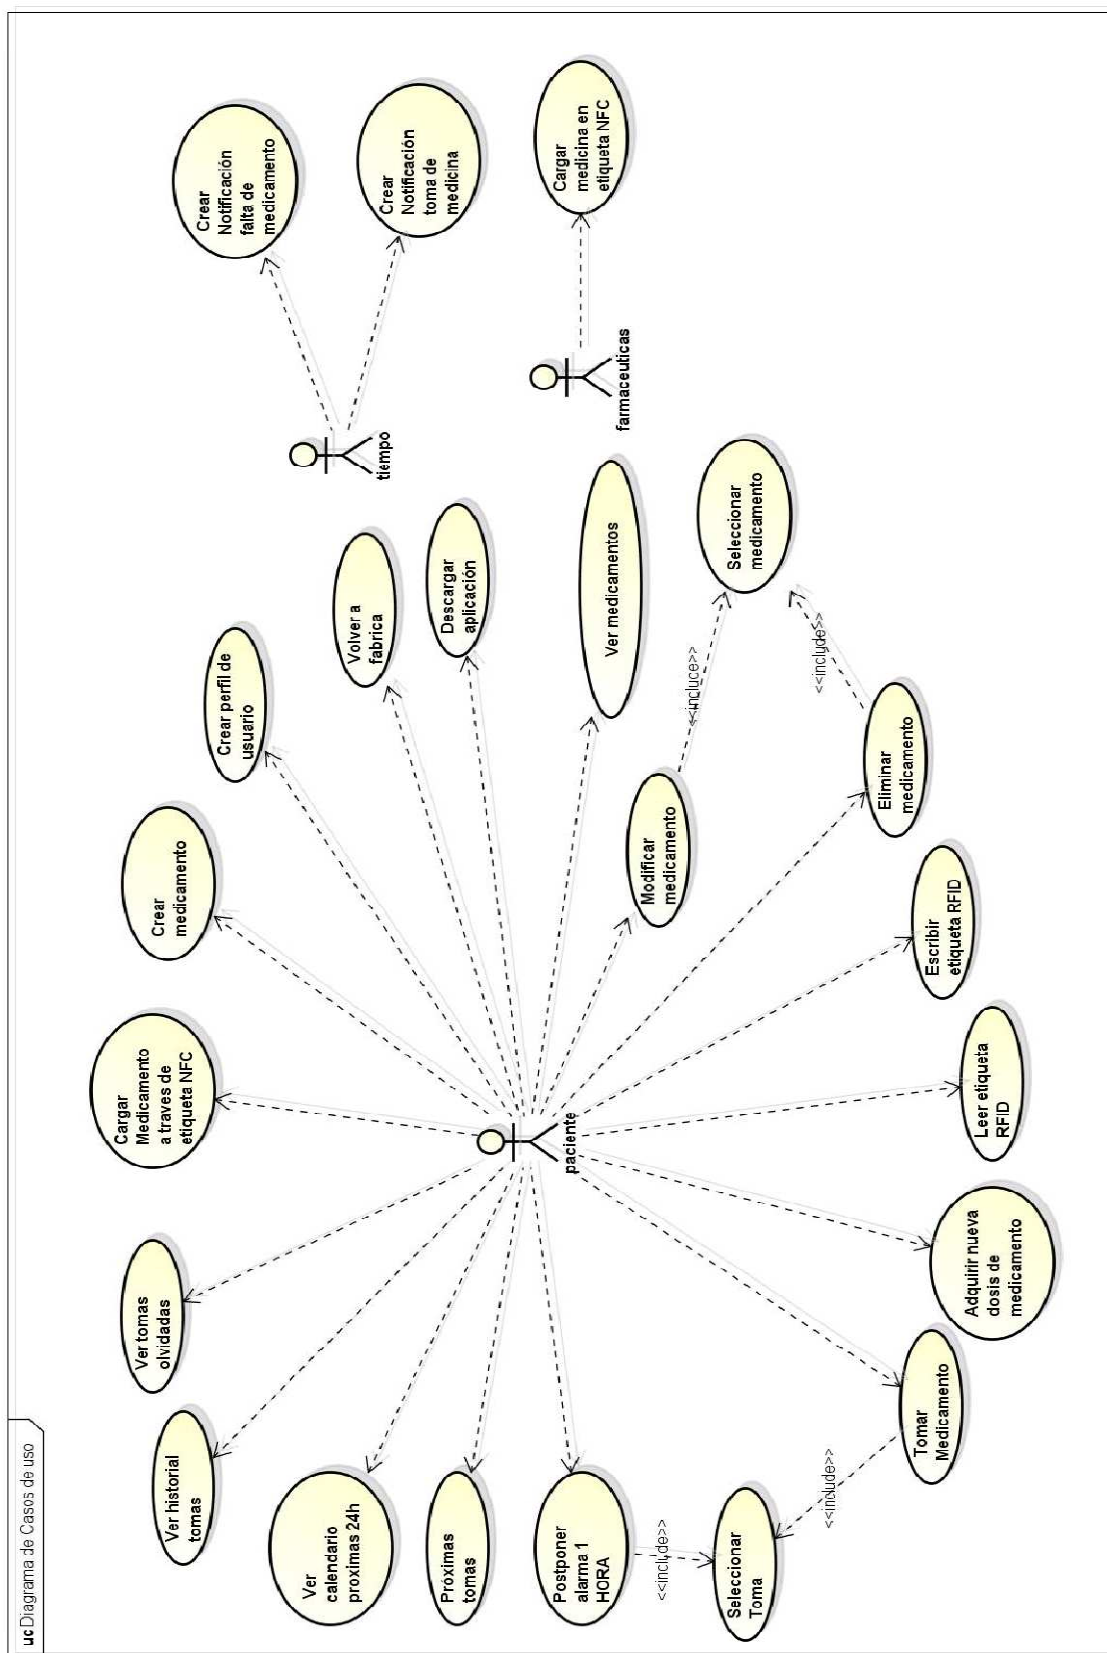 uc Diagrama de Casos de uso
Ver historial
tomas
Ver tomas
olvidadas
Cargar
Medicamento
a traves de
etiqueta NFC
Crear
medicamento
Crear perfil de
usuario
Crear
Notificación
falta de
medicamento
Ver
calendario
proximas 24h
Volver a
fabrica
tiempo
Crear
Notificación
toma de
medicina
Próximas
tomas
Descargar
aplicación
Postponer
alarma 1
HORA
paciente
Ver medicamentos
farmaceuticas
Cargar
medicina en
etiqueta NFC
<<include>>
Modificar
medicamento
<<incluce>>
Seleccionar
Toma
Seleccionar
medicamento
<<include>>
<<include>>
Tomar
Medicamento
Eliminar
medicamento
Adquirir nueva
dosis de
medicamento
Leer etiqueta
RFID
Escribir
etiqueta RFID